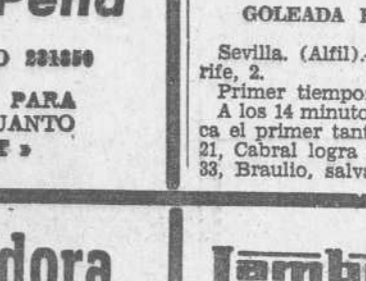 Peña
O 231850
PARA
UANTO
T »
GOLEADA
Sevilla. (Alfil).
rife, 2.
Primer tiempo
A los 14 minuto
ca el primer tant
21, Cabral logra
33, Braulio, salva
dora
Lamb